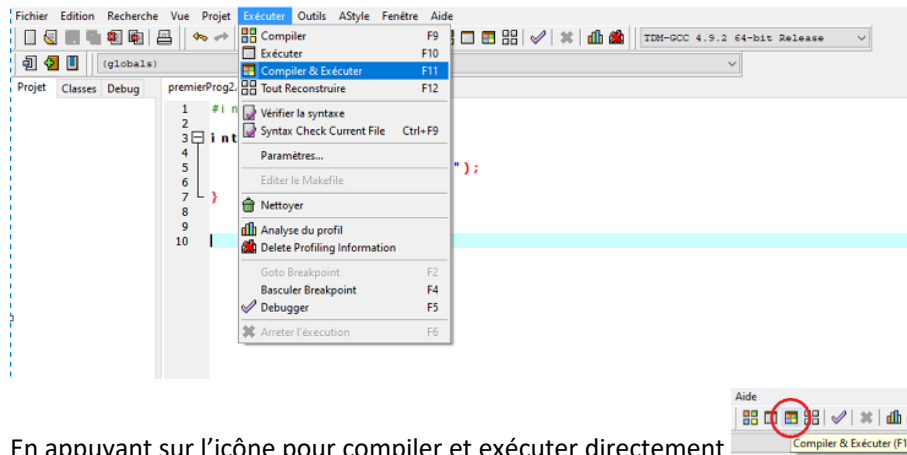 Fichier Edition Recherche Vue Projet Exécuter Outils AStyle Fenêtre Aide
TDM-GCC 4.9.2 64-bit Release
(globals)
Projet Classes Debug premierProg2.
Compiler F9
Exécuter F10
Compiler & Exécuter F11
Tout Reconstruire F12
Vérifier la syntaxe
Syntax Check Current File Ctrl+F9
Paramètres...
Editer le Makefile
Nettoyer
Analyse du profil
Delete Profiling Information
Goto Breakpoint F2
Basculer Breakpoint F4
Debugger F5
Arreter l'éxecution F6
1 #i n
2
3 i nt
4
5 ");
6
7 }
8
9
10
Aide
Compiler & Exécuter (F1
En appuyant sur l'icône pour compiler et exécuter directement